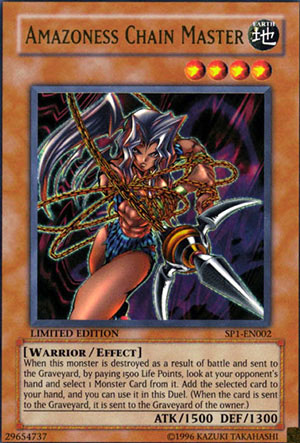 AMAZONESS CHAIN MASTER
EARTH
地
LIMITED EDITION
SP1-EN002
[WARRIOR / EFFECT]
When this monster is destroyed as a result of battle and sent
to the Graveyard, by paying 1500 Life Points, look at your opponent's
hand and select 1 Monster Card from it. Add the selected card to
your hand, and you can use it in this Duel. (When the card is sent
to the Graveyard, it is sent to the Graveyard of the owner.)
ATK/1500 DEF/1300
29654737
©1996 KAZUKI TAKAHASHI